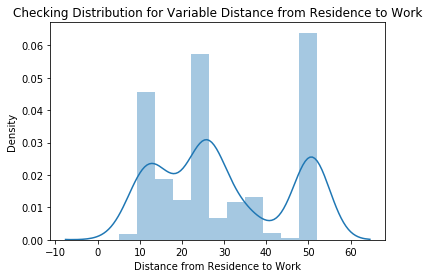 Checking Distribution for Variable Distance from Residence to Work
0.06
0.05
0.04
0.03
0.02
0.01
0.00
Density
−10 0 10 20 30 40 50 60
Distance from Residence to Work